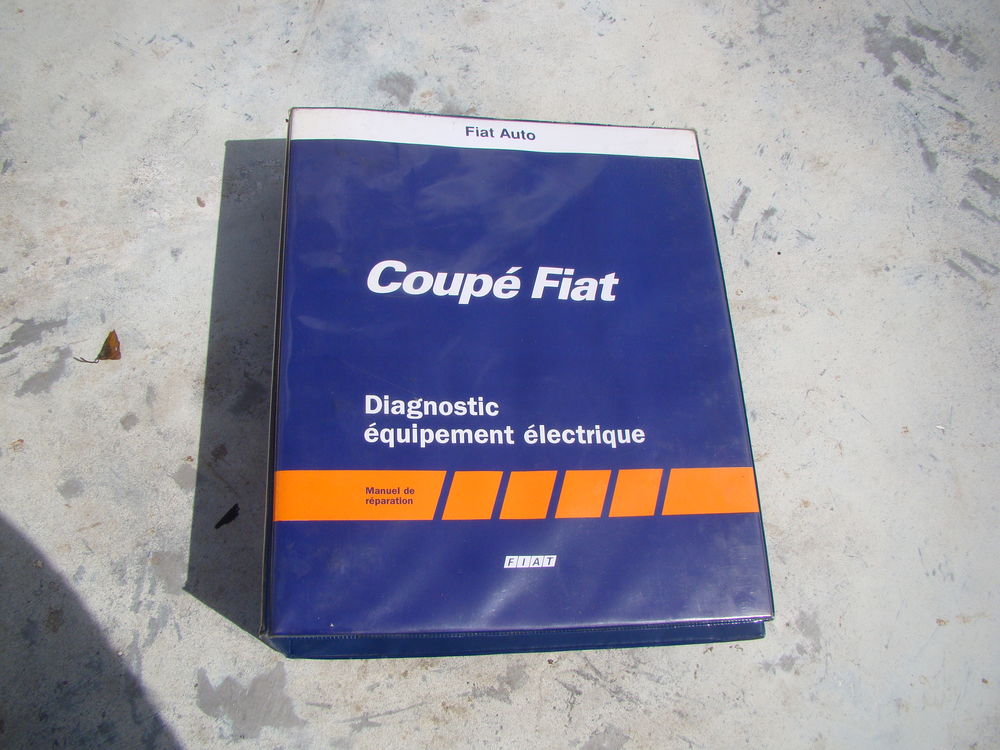 Fiat Auto
Coupé Fiat
Diagnostic
équipement électrique
Manuel de
réparation
FIAT